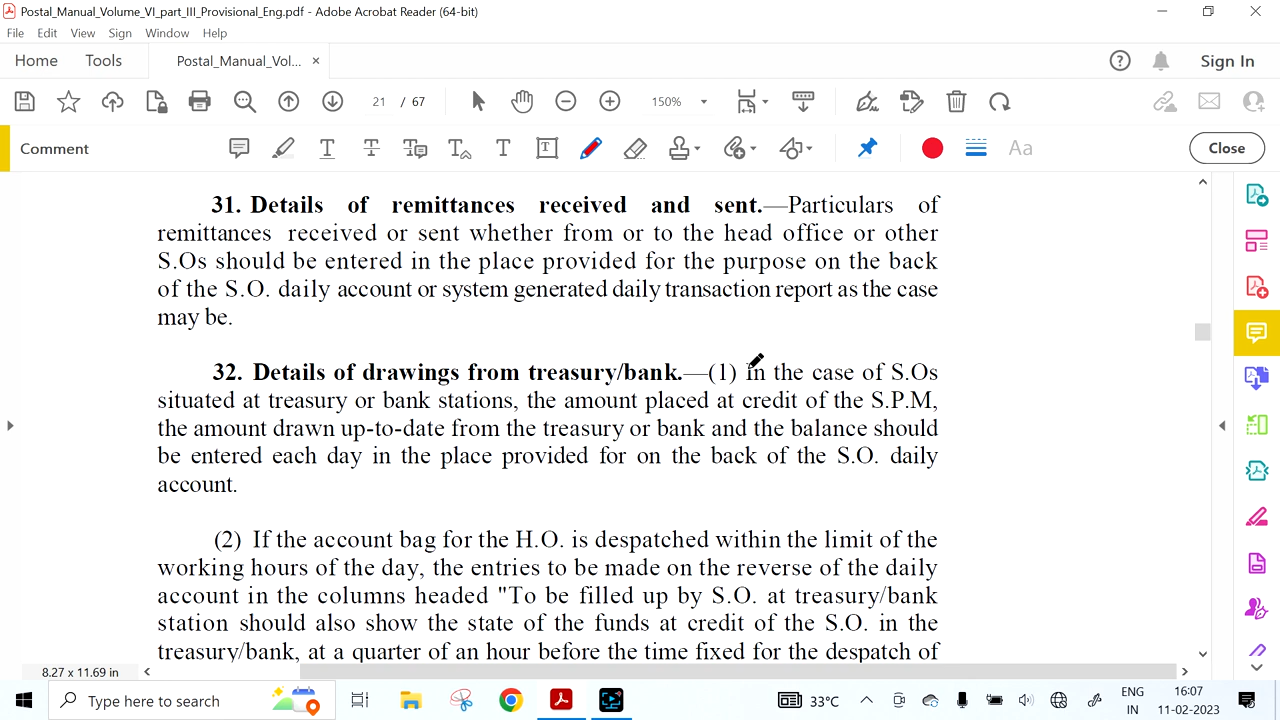 Postal_Manual_Volume_VI_part_III_Provisional_Eng.pdf - Adobe Acrobat Reader (64-bit)
File Edit View Sign Window Help
Home Tools Postal_Manual_Vol... × Sign In
21 / 67 150%
Comment Aa Close
31. Details of remittances received and sent.—Particulars of
remittances received or sent whether from or to the head office or other
S.Os should be entered in the place provided for the purpose on the back
of the S.O. daily account or system generated daily transaction report as the case
may be.
32. Details of drawings from treasury/bank.—(1) In the case of S.Os
situated at treasury or bank stations, the amount placed at credit of the S.P.M,
the amount drawn up-to-date from the treasury or bank and the balance should
be entered each day in the place provided for on the back of the S.O. daily
account.
(2) If the account bag for the H.O. is despatched within the limit of the
working hours of the day, the entries to be made on the reverse of the daily
account in the columns headed "To be filled up by S.O. at treasury/bank
station should also show the state of the funds at credit of the S.O. in the
treasury/bank, at a quarter of an hour before the time fixed for the despatch of
8.27 x 11.69 in
Type here to search 33°C ENG 16:07
IN 11-02-2023